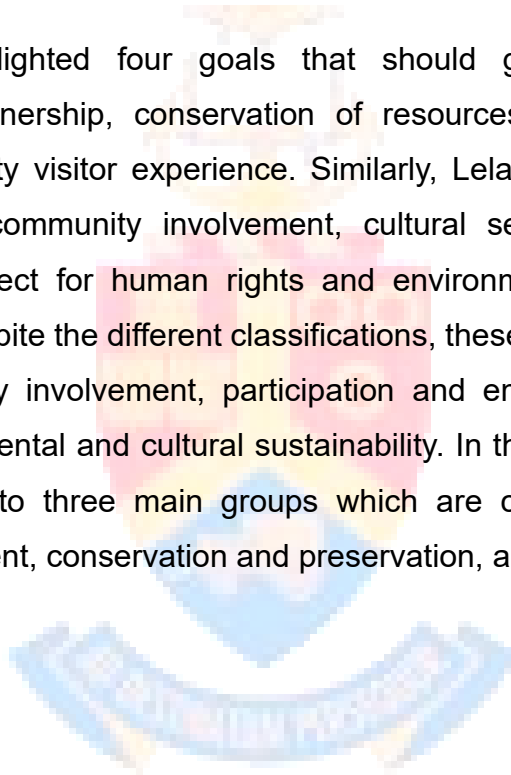 lighted four goals that should g
nership, conservation of resources
ty visitor experience. Similarly, Lela
community involvement, cultural se
ect for human rights and environm
pite the different classifications, these
y involvement, participation and en
ental and cultural sustainability. In th
to three main groups which are c
nt, conservation and preservation, a